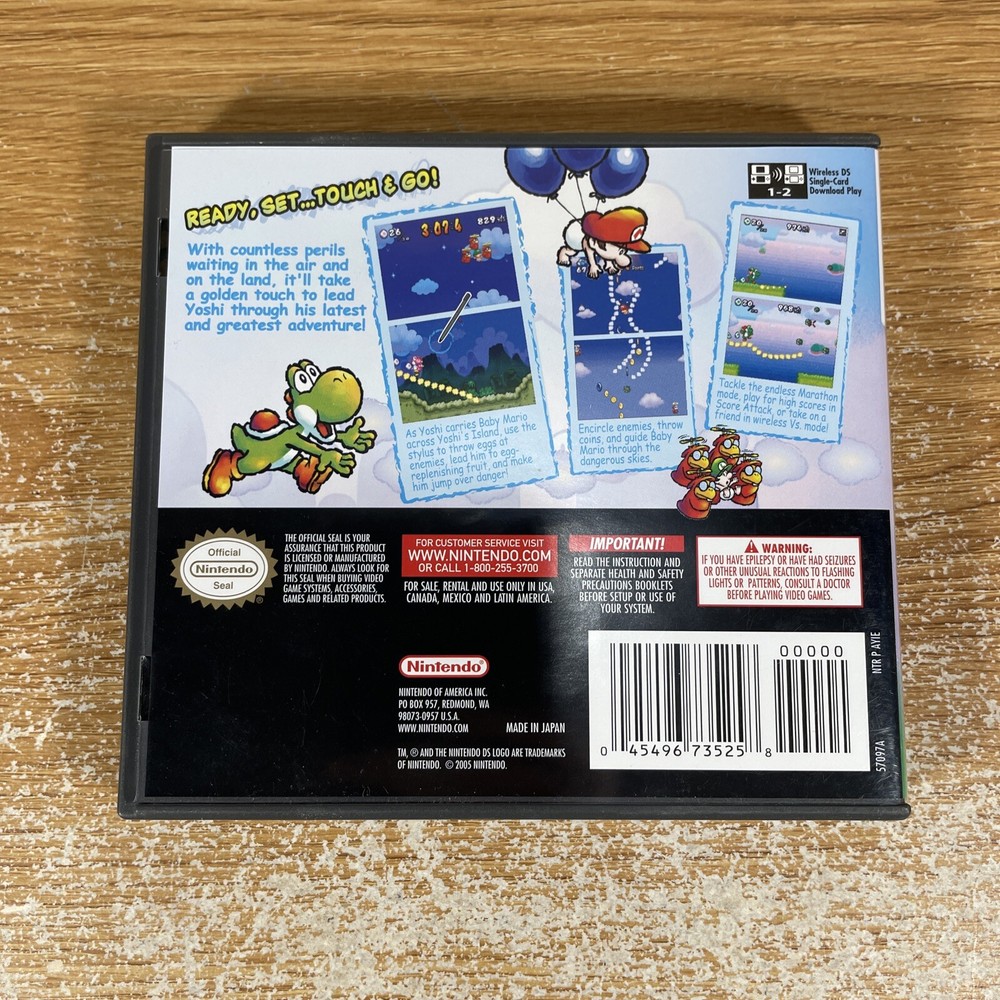 READY, SET...TOUCH & GO!
With countless perils
waiting in the air and
on the land, it'll take
a golden touch to lead
Yoshi through his latest
and greatest adventure!
26
3074
829
As Yoshi carries Baby Mario
across Yoshi's Island, use the
stylus to throw eggs at
enemies, lead him to egg-
replenishing fruit, and make
him jump over danger!
67
Encircle enemies, throw
coins, and guide Baby
Mario through the
dangerous skies.
Wireless DS
Single-Card
Download Play
1-2
26
974
26
968
Tackle the endless Marathon
mode, play for high scores in
Score Attack, or take on a
friend in wireless Vs. mode!
Official
Nintendo
Seal
®
THE OFFICIAL SEAL IS YOUR
ASSURANCE THAT THIS PRODUCT
IS LICENSED OR MANUFACTURED
BY NINTENDO. ALWAYS LOOK FOR
THIS SEAL WHEN BUYING VIDEO
GAME SYSTEMS, ACCESSORIES,
GAMES AND RELATED PRODUCTS.
FOR CUSTOMER SERVICE VISIT
WWW.NINTENDO.COM
OR CALL 1-800-255-3700
FOR SALE, RENTAL AND USE ONLY IN USA,
CANADA, MEXICO AND LATIN AMERICA.
IMPORTANT!
READ THE INSTRUCTION AND
SEPARATE HEALTH AND SAFETY
PRECAUTIONS BOOKLETS
BEFORE SETUP OR USE OF
YOUR SYSTEM.
WARNING:
IF YOU HAVE EPILEPSY OR HAVE HAD SEIZURES
OR OTHER UNUSUAL REACTIONS TO FLASHING
LIGHTS OR PATTERNS, CONSULT A DOCTOR
BEFORE PLAYING VIDEO GAMES.
Nintendo®
NINTENDO OF AMERICA INC.
PO BOX 957, REDMOND, WA
98073-0957 U.S.A.
WWW.NINTENDO.COM
MADE IN JAPAN
TM, ® AND THE NINTENDO DS LOGO ARE TRADEMARKS
OF NINTENDO. © 2005 NINTENDO.
00000
0 45496 73525 8
NTR P AYIE
57097A